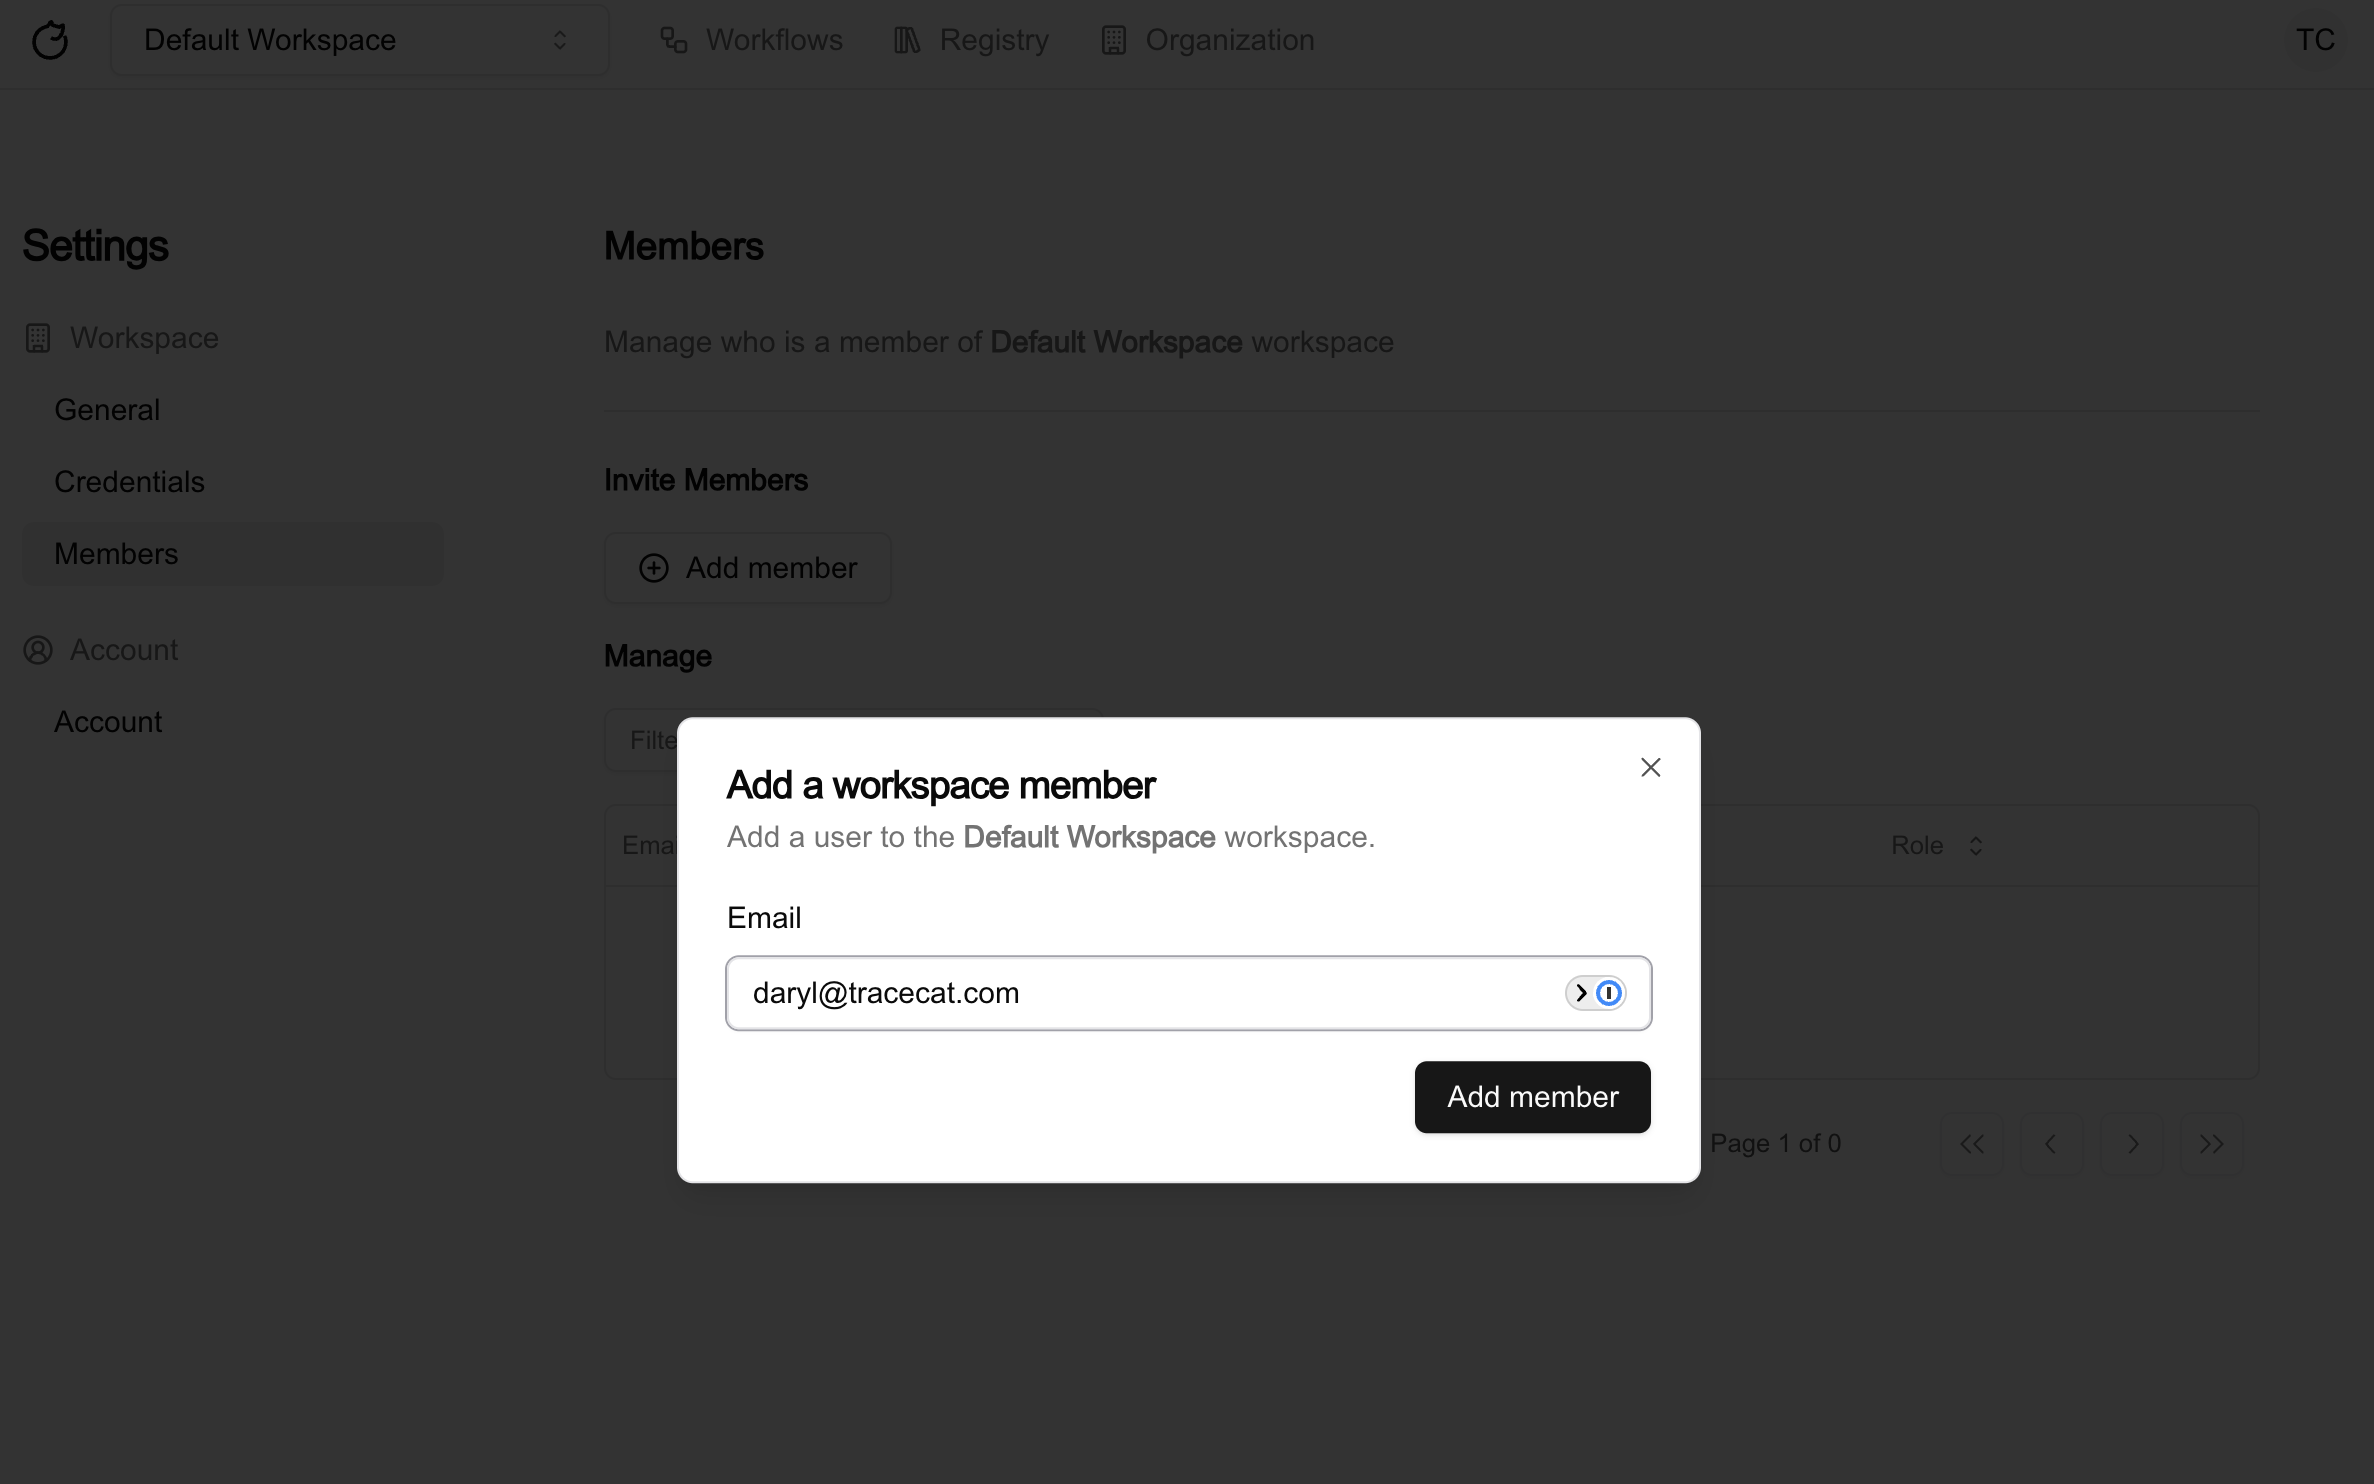 Default Workspace
Workflows
Registry
Organization
TC
Settings
Workspace
General
Credentials
Members
Account
Account
Members
Manage who is a member of Default Workspace workspace
Invite Members
Add member
Manage
Filte
Ema
Role
Page 1 of 0
Add a workspace member
Add a user to the Default Workspace workspace.
Email
daryl@tracecat.com
Add member